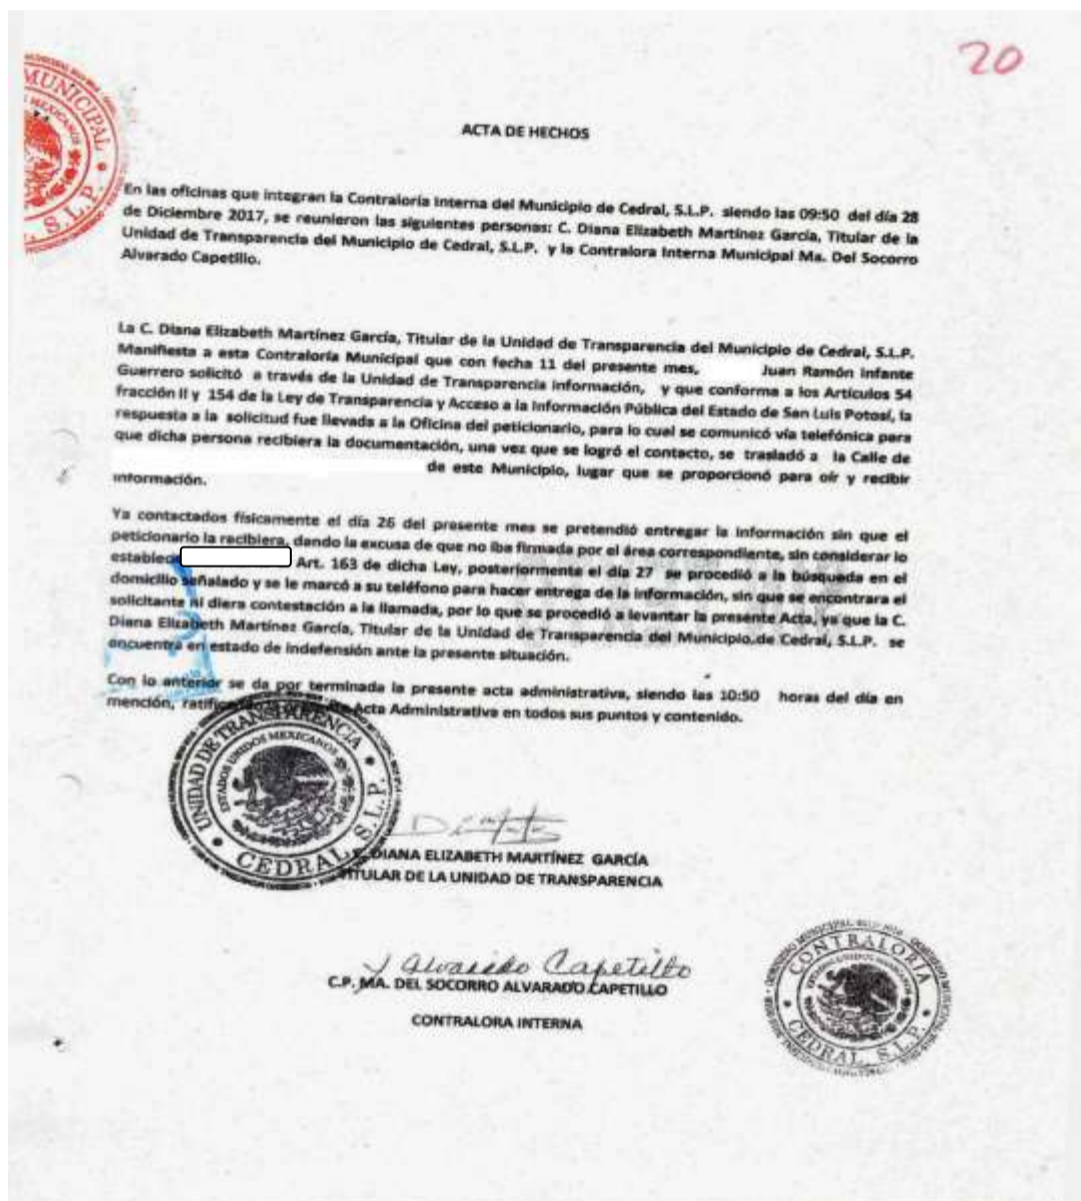 20
MUNICIPAL
S.L.P.
ACTA DE HECHOS
En las oficinas que integran la Contraloría Interna del Municipio de Cedral, S.L.P. siendo las 09:50 del día 28
de Diciembre 2017, se reunieron las siguientes personas: C. Diana Elizabeth Martínez García, Titular de la
Unidad de Transparencia del Municipio de Cedral, S.L.P. y la Contralora Interna Municipal Ma. Del Socorro
Alvarado Capetillo.
La C. Diana Elizabeth Martínez García, Titular de la Unidad de Transparencia del Municipio de Cedral, S.L.P.
Manifiesta a esta Contraloría Municipal que con fecha 11 del presente mes, Juan Ramón Infante
Guerrero solicitó a través de la Unidad de Transparencia información, y que conforme a los Artículos 54
fracción II y 154 de la Ley de Transparencia y Acceso a la Información Pública del Estado de San Luis Potosí, la
respuesta a la solicitud fue llevada a la Oficina del peticionario, para lo cual se comunicó vía telefónica para
que dicha persona recibiera la documentación, una vez que se logró el contacto, se trasladó a la Calle de
de este Municipio, lugar que se proporcionó para oír y recibir
información.
Ya contactados físicamente el día 26 del presente mes se pretendió entregar la información sin que el
peticionario la recibiera, dando la excusa de que no iba firmada por el área correspondiente, sin considerar lo
Art. 163 de dicha Ley, posteriormente el día 27 se procedió a la búsqueda en el
domicilio señalado y se le marcó a su teléfono para hacer entrega de la información, sin que se encontrara el
solicitante ni diera contestación a la llamada, por lo que se procedió a levantar la presente Acta, ya que la C.
Diana Elizabeth Martínez García, Titular de la Unidad de Transparencia del Municipio de Cedral, S.L.P. se
encuentra en estado de indefensión ante la presente situación.
Con lo anterior se da por terminada la presente acta administrativa, siendo las 10:50 horas del día en
mención, Acta Administrativa en todos sus puntos y contenido.
UNIDAD DE TRANSPARENCIA
ESTADOS UNIDOS MEXICANOS
CEDRAL, S.L.P.
DIANA ELIZABETH MARTÍNEZ GARCÍA
TITULAR DE LA UNIDAD DE TRANSPARENCIA
Alvarado Capetillo
C.P. MA. DEL SOCORRO ALVARADO CAPETILLO
CONTRALORA INTERNA
CONTRALORIA
ESTADOS UNIDOS MEXICANOS
CEDRAL, S.L.P.